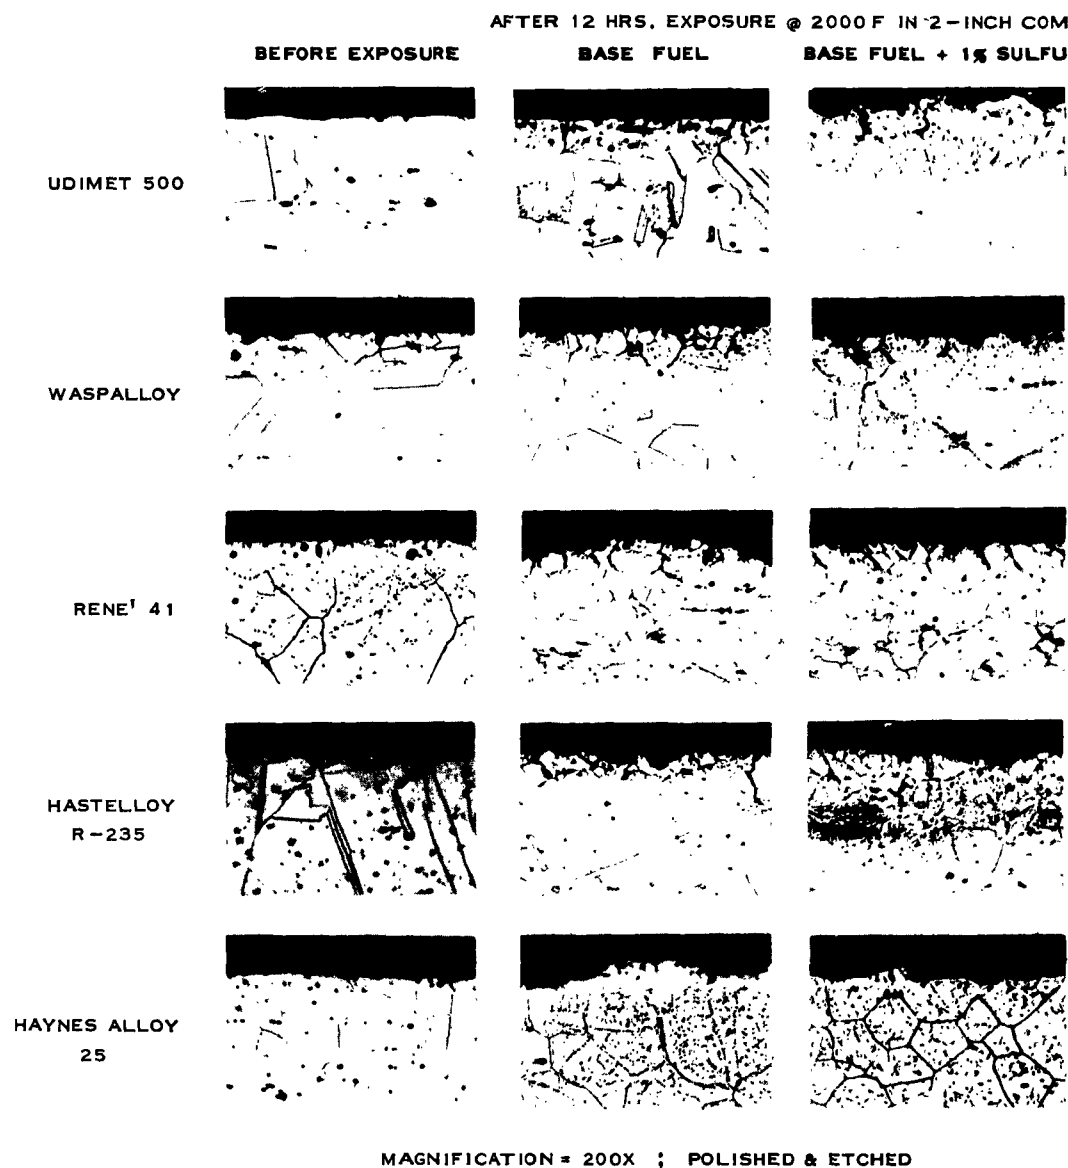 AFTER 12 HRS. EXPOSURE @ 2000 F IN 2-INCH COM
BEFORE EXPOSURE BASE FUEL BASE FUEL + 1% SULFU
UDIMET 500
WASPALLOY
RENE' 41
HASTELLOY
R-235
HAYNES ALLOY
25
MAGNIFICATION = 200X ; POLISHED & ETCHED